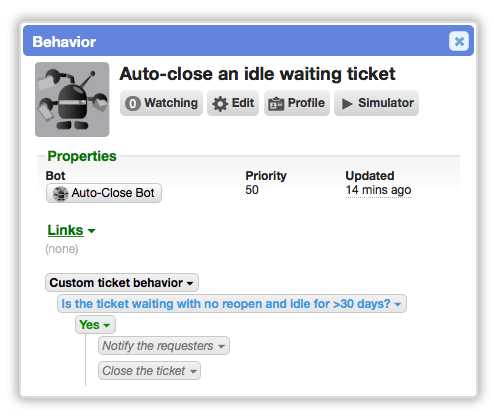 Behavior
Auto-close an idle waiting ticket
0 Watching Edit Profile Simulator
Properties
Bot Priority Updated
Auto-Close Bot 50 14 mins ago
Links
(none)
Custom ticket behavior
Is the ticket waiting with no reopen and idle for >30 days?
Yes
Notify the requesters
Close the ticket